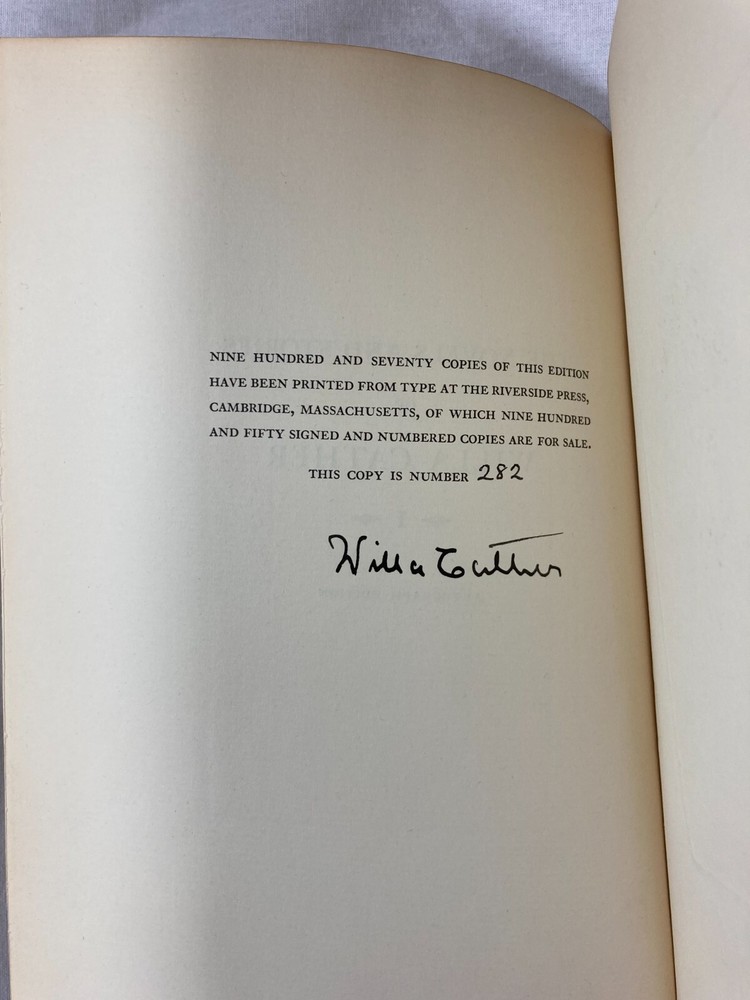 NINE HUNDRED AND SEVENTY COPIES OF THIS EDITION
HAVE BEEN PRINTED FROM TYPE AT THE RIVERSIDE PRESS,
CAMBRIDGE, MASSACHUSETTS, OF WHICH NINE HUNDRED
AND FIFTY SIGNED AND NUMBERED COPIES ARE FOR SALE.
THIS COPY IS NUMBER 282
Willa Cather